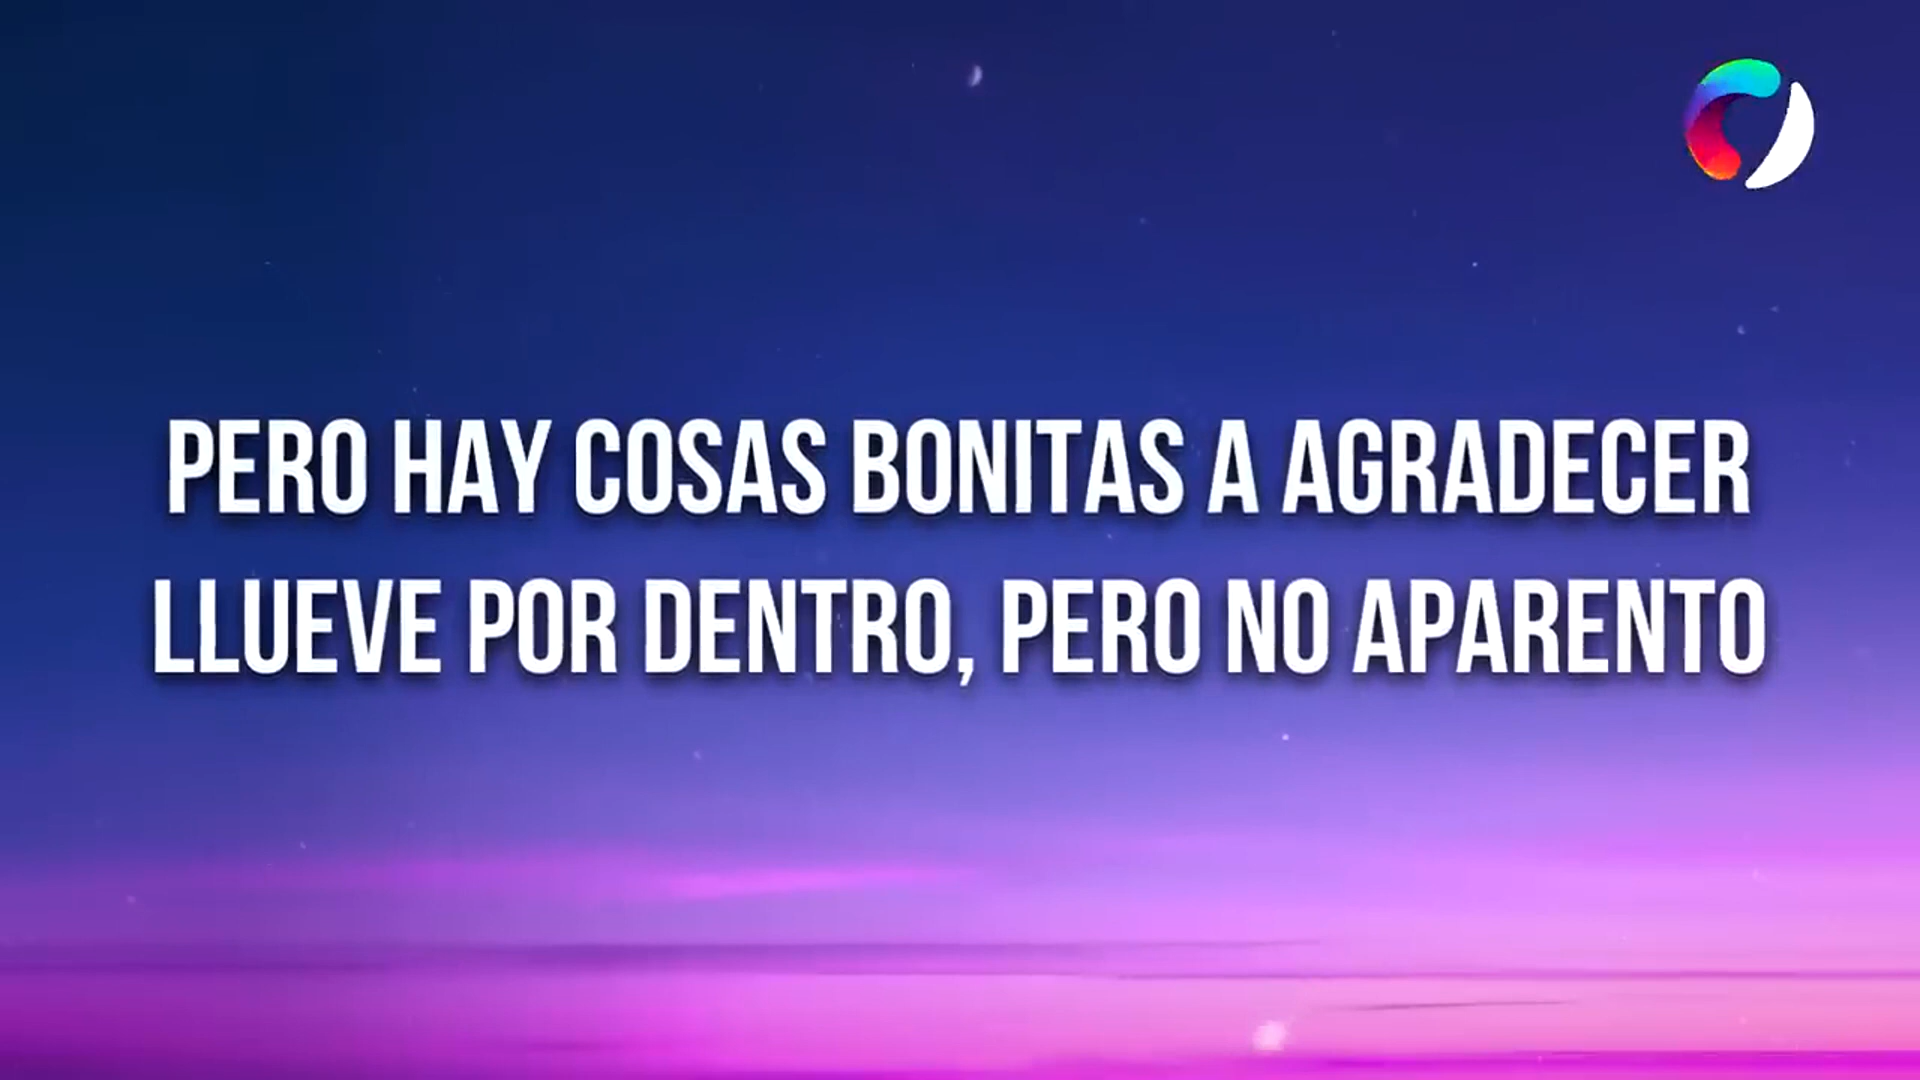 PERO HAY COSAS BONITAS A AGRADECER
LLUEVE POR DENTRO, PERO NO APARENTO